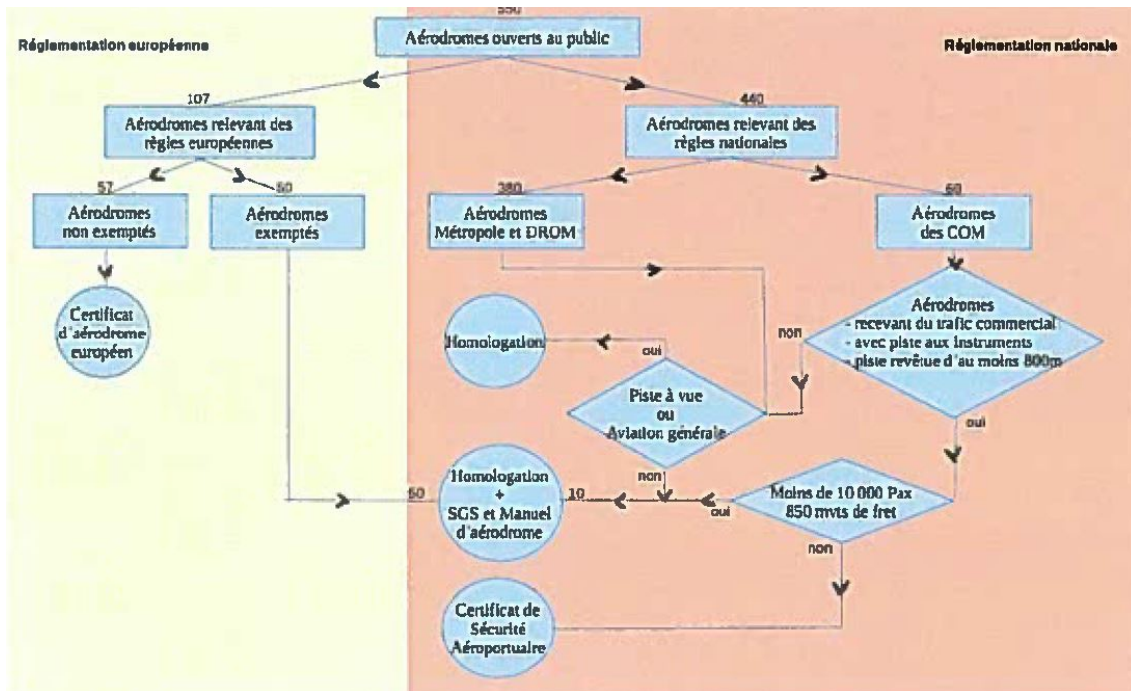 550
Réglementation européenne
Aérodromes ouverts au public
Réglementation nationale
107
440
Aérodromes relevant des
règles européennes
Aérodromes relevant des
règles nationales
57
380
Aérodromes
non exemptés
Aérodromes
exemptés
Aérodromes
Métropole et DROM
Aérodromes
des COM
Certificat
d'aérodrome
européen
Homologation
oui
non
Aérodromes
- recevant du trafic commercial
- avec piste aux instruments
- piste revêtue d'au moins 800m
Piste à vue
ou
Aviation générale
oui
non
50
Homologation
+
SGS et Manuel
d'aérodrome
10
oui
Moins de 10 000 Pax
850 mvts de fret
non
Certificat de
Sécurité
Aéroportuaire